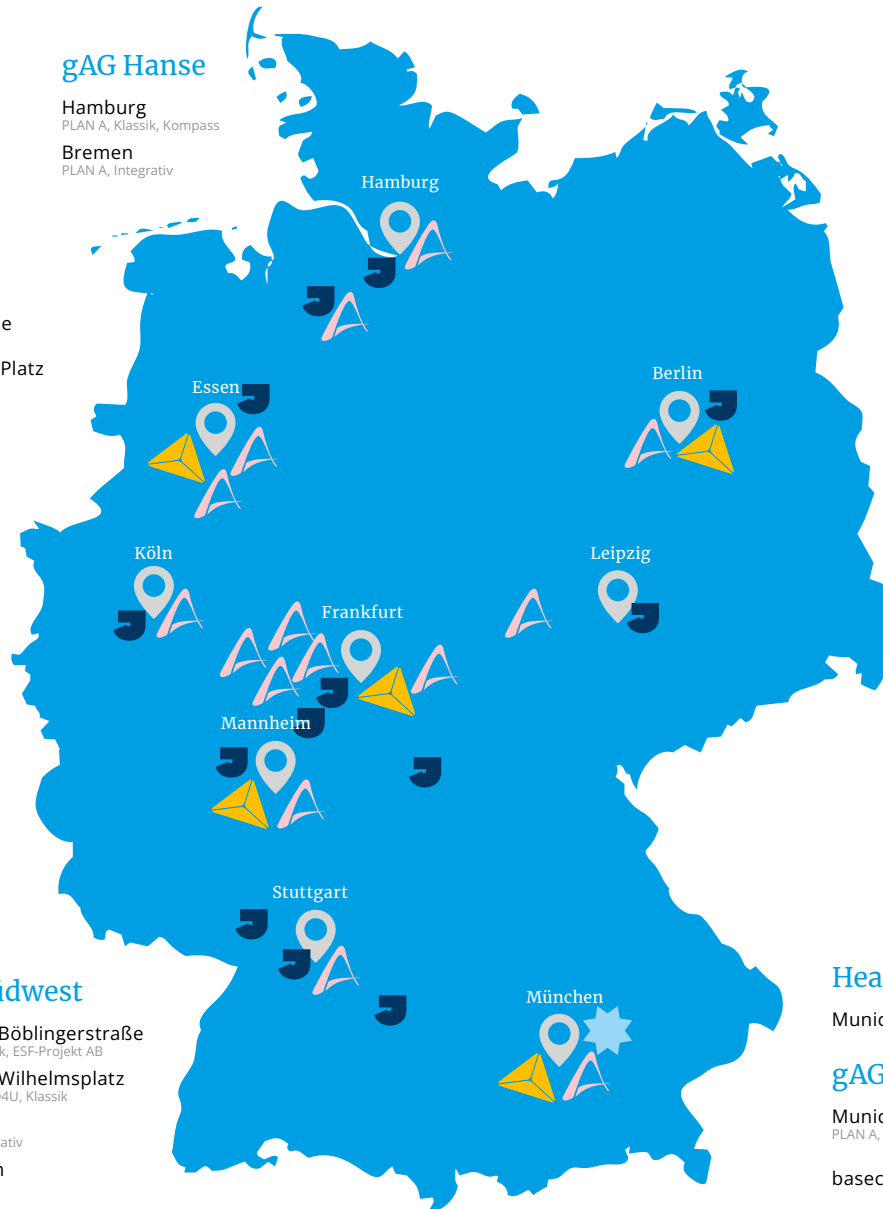 gAG Hanse
Hamburg
PLAN A, Klassik, Kompass
Bremen
PLAN A, Integrativ
Hamburg
e
Platz
Essen
Berlin
Köln
Leipzig
Frankfurt
Mannheim
Stuttgart
München
idwest
Böblingerstraße
k, ESF-Projekt AB
Wilhelmsplatz
4U, Klassik
ativ
Hea
Munic
gAG
Munic
PLAN A,
basec